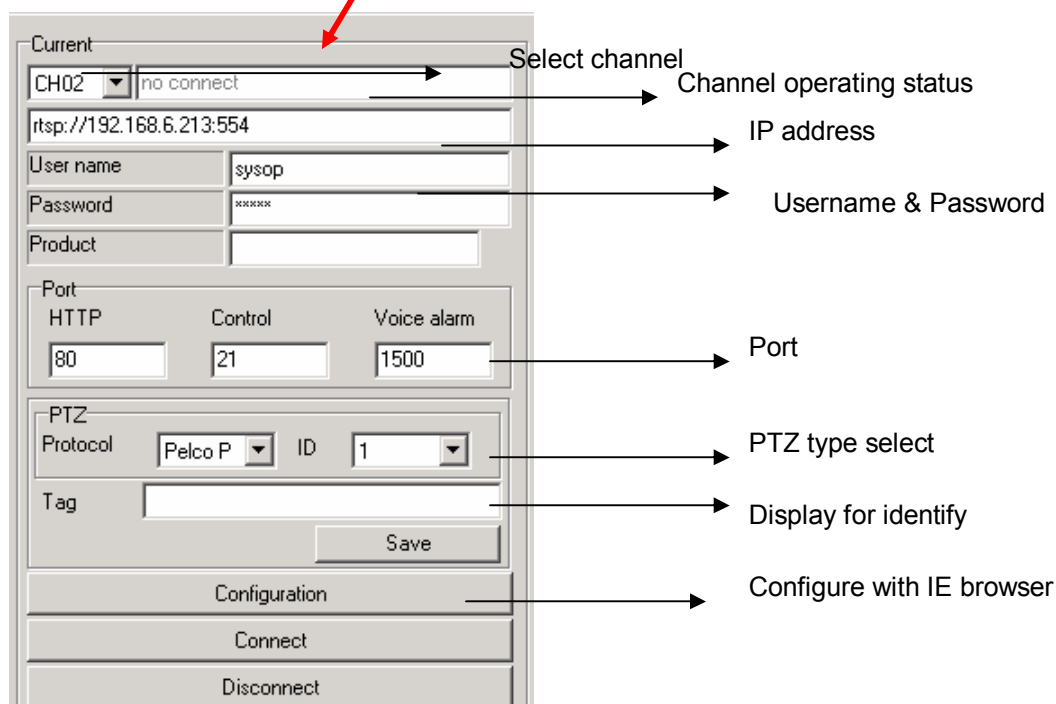 Current
CH02 no connect Select channel
Channel operating status
rtsp://192.168.6.213:554 IP address
User name sysop
Password xxxxx Username & Password
Product
Port
HTTP Control Voice alarm
80 21 1500 Port
PTZ
Protocol Pelco P ID 1 PTZ type select
Tag Display for identify
Save
Configuration Configure with IE browser
Connect
Disconnect